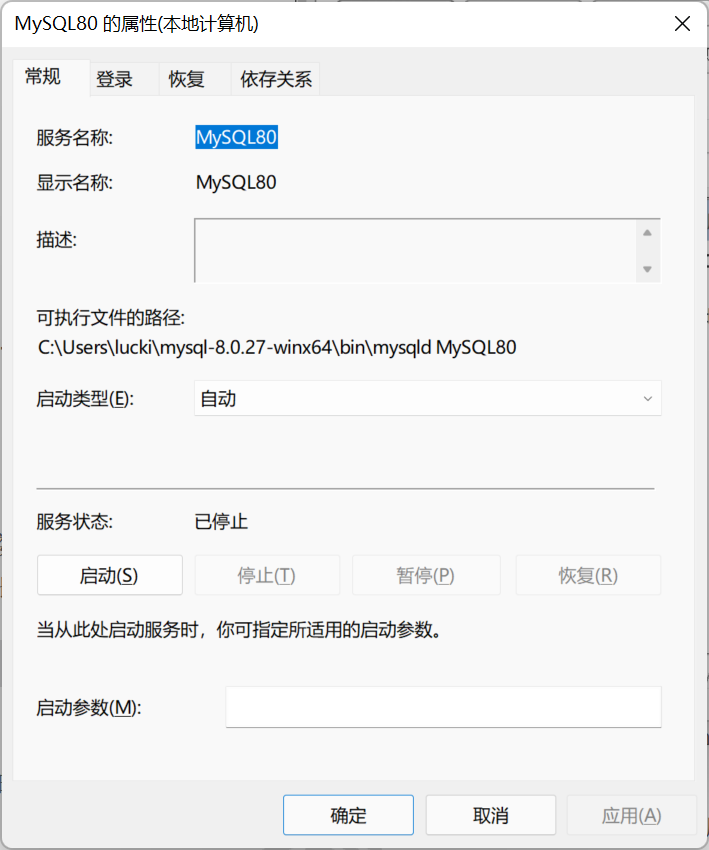 MySQL80 的属性(本地计算机)
常规 登录 恢复 依存关系
服务名称: MySQL80
显示名称: MySQL80
描述:
可执行文件的路径:
C:\Users\lucki\mysql-8.0.27-winx64\bin\mysqld MySQL80
启动类型(E): 自动
服务状态: 已停止
启动(S) 停止(T) 暂停(P) 恢复(R)
当从此处启动服务时，你可指定所适用的启动参数。
启动参数(M):
确定 取消 应用(A)